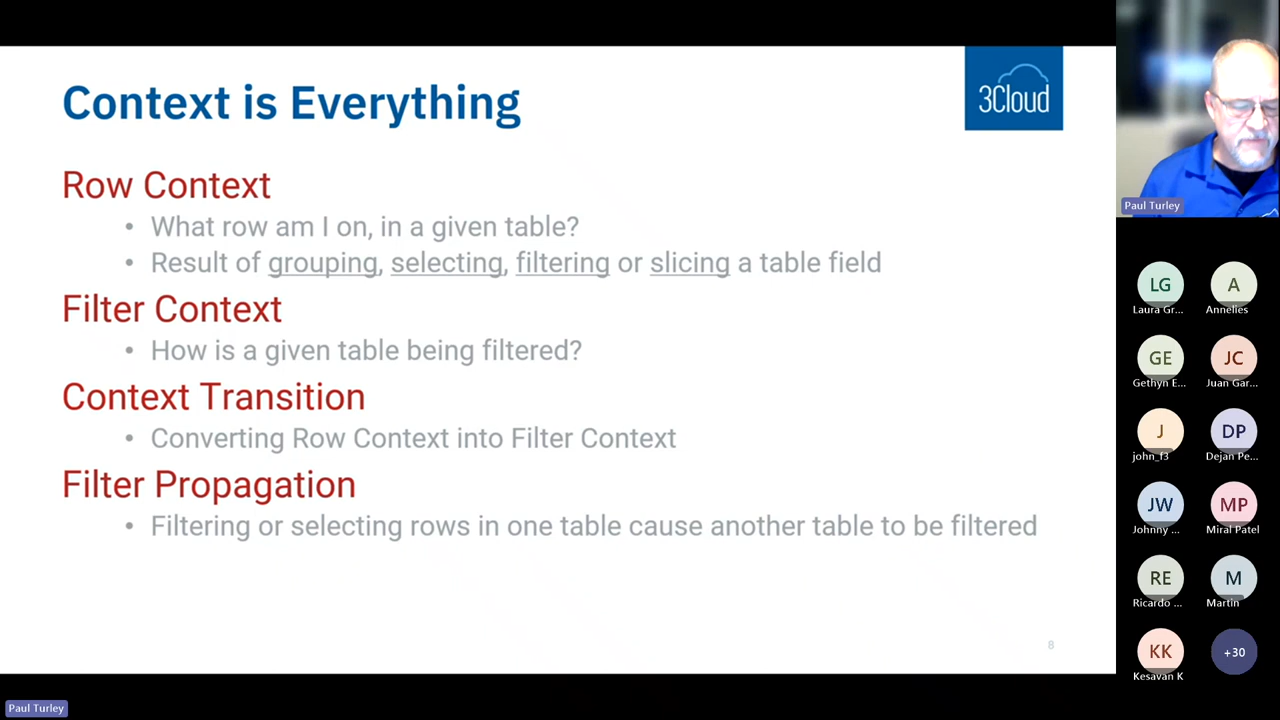 Context is Everything
3Cloud
Row Context
• What row am I on, in a given table?
• Result of grouping, selecting, filtering or slicing a table field
Filter Context
• How is a given table being filtered?
Context Transition
• Converting Row Context into Filter Context
Filter Propagation
• Filtering or selecting rows in one table cause another table to be filtered
8
Paul Turley
Paul Turley
LG
Laura Gr...
A
Annelies
GE
Gethyn E...
JC
Juan Gar...
J
john_f3
DP
Dejan Pe...
JW
Johnny ...
MP
Miral Patel
RE
Ricardo ...
M
Martin
KK
Kesavan K
+30